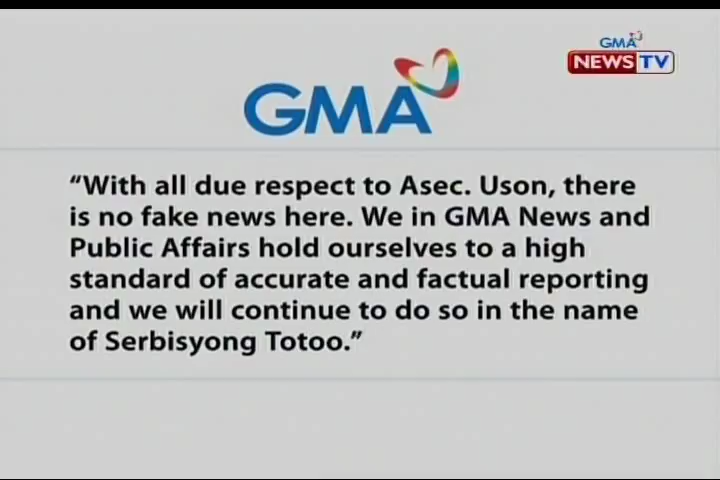 GMA
NEWS TV
GMA
“With all due respect to Asec. Uson, there
is no fake news here. We in GMA News and
Public Affairs hold ourselves to a high
standard of accurate and factual reporting
and we will continue to do so in the name
of Serbisyong Totoo.”